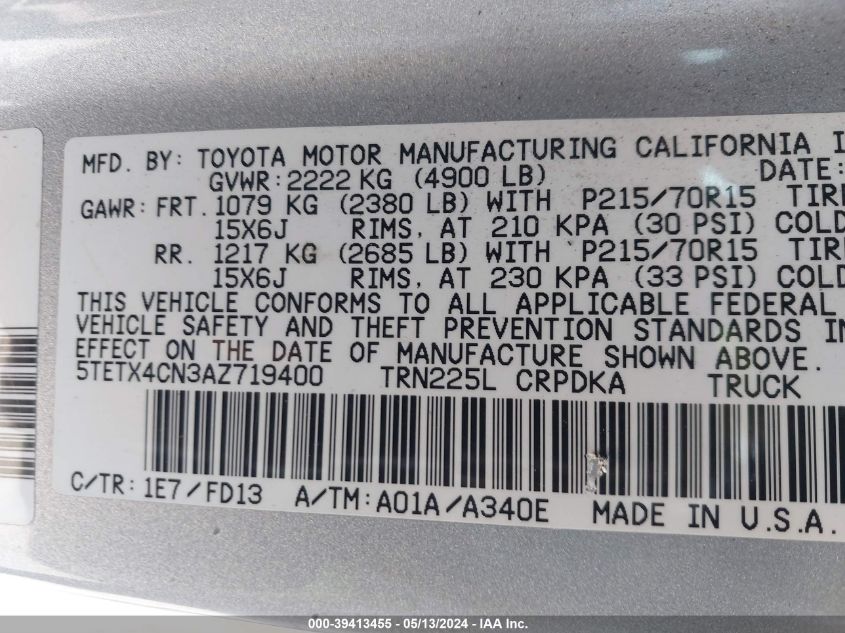 MFD. BY: TOYOTA MOTOR MANUFACTURING CALIFORNIA
GVWR: 2222 KG (4900 LB) DATE:
GAWR: FRT. 1079 KG (2380 LB) WITH P215/70R15
15X6J RIMS, AT 210 KPA (30 PSI) COLD
RR. 1217 KG (2685 LB) WITH P215/70R15
15X6J RIMS, AT 230 KPA (33 PSI) COLD
THIS VEHICLE CONFORMS TO ALL APPLICABLE FEDERAL
VEHICLE SAFETY AND THEFT PREVENTION STANDARDS IN
EFFECT ON THE DATE OF MANUFACTURE SHOWN ABOVE.
5TETX4CN3AZ719400 TRN225L CRPDKA TRUCK
C/TR: 1E7/FD13 A/TM: A01A/A340E MADE IN U.S.A.
000-39413455 - 05/13/2024 - IAA Inc.